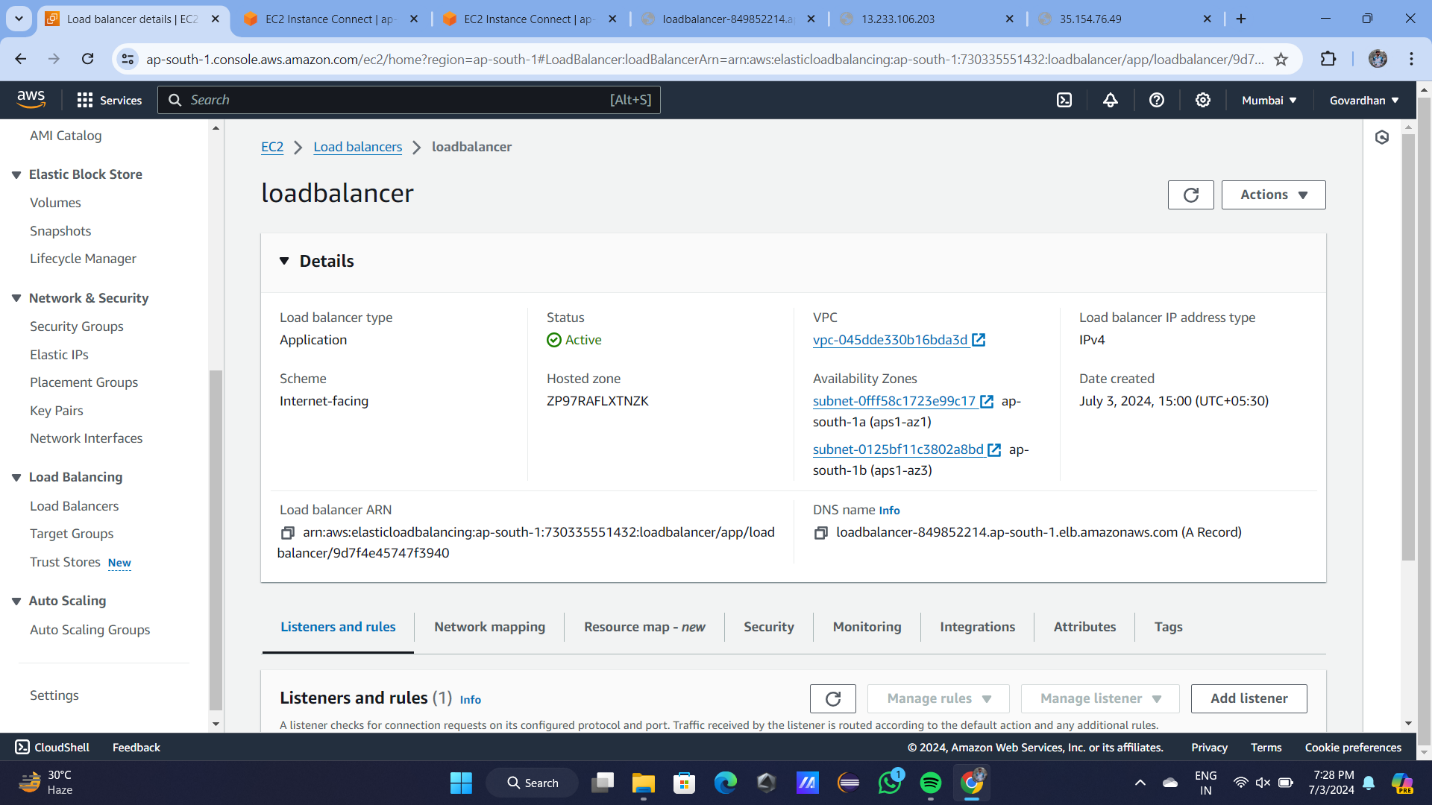 Load balancer details | EC2
EC2 Instance Connect | ap-
EC2 Instance Connect | ap-
loadbalancer-849852214.a
13.233.106.203
35.154.76.49
ap-south-1.console.aws.amazon.com/ec2/home?region=ap-south-1#LoadBalancer:loadBalancerArn=arn:aws:elasticloadbalancing:ap-south-1:730335551432:loadbalancer/app/loadbalancer/9d7...
aws
Services
Search
[Alt+S]
Mumbai
Govardhan
AMI Catalog
Elastic Block Store
Volumes
Snapshots
Lifecycle Manager
Network & Security
Security Groups
Elastic IPs
Placement Groups
Key Pairs
Network Interfaces
Load Balancing
Load Balancers
Target Groups
Trust Stores New
Auto Scaling
Auto Scaling Groups
Settings
EC2 > Load balancers > loadbalancer
loadbalancer
Actions
Details
Load balancer type
Application
Status
Active
VPC
vpc-045dde330b16bda3d
Load balancer IP address type
IPv4
Scheme
Internet-facing
Hosted zone
ZP97RAFLXTNZK
Availability Zones
subnet-0fff58c1723e99c17 ap-
south-1a (aps1-az1)
subnet-0125bf11c3802a8bd ap-
south-1b (aps1-az3)
Date created
July 3, 2024, 15:00 (UTC+05:30)
Load balancer ARN
arn:aws:elasticloadbalancing:ap-south-1:730335551432:loadbalancer/app/load
balancer/9d7f4e45747f3940
DNS name Info
loadbalancer-849852214.ap-south-1.elb.amazonaws.com (A Record)
Listeners and rules
Network mapping
Resource map - new
Security
Monitoring
Integrations
Attributes
Tags
Listeners and rules (1) Info
Manage rules
Manage listener
Add listener
A listener checks for connection requests on its configured protocol and port. Traffic received by the listener is routed according to the default action and any additional rules.
CloudShell
Feedback
© 2024, Amazon Web Services, Inc. or its affiliates.
Privacy
Terms
Cookie preferences
30°C
Haze
Search
1
ENG
IN
7:28 PM
7/3/2024
PRE